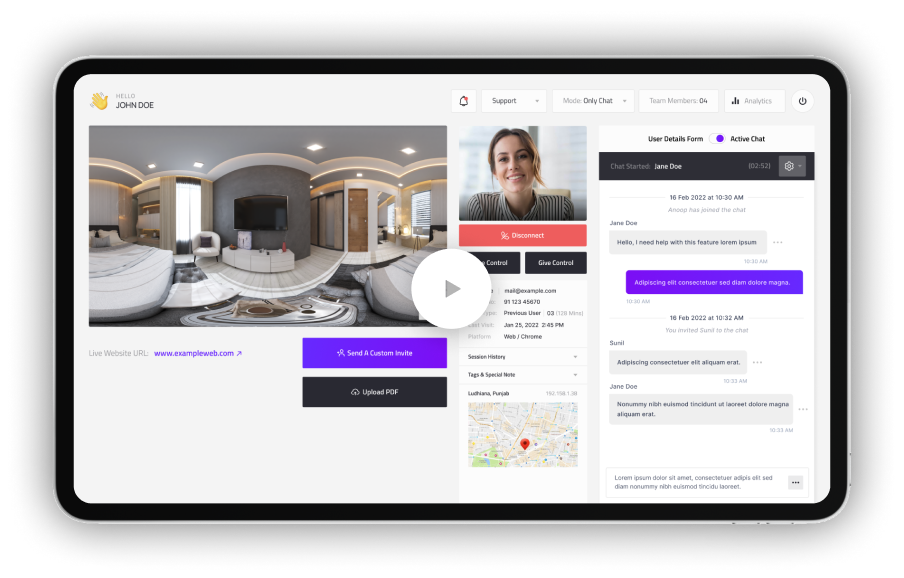 HELLO
JOHN DOE
Support
Mode: Only Chat
Team Members: 04
Analytics
Live Website URL: www.exampleweb.com
Send A Custom Invite
Upload PDF
Disconnect
Control
Give Control
mail@example.com
91 123 45670
Previous User 03 (128 Mins)
Visit: Jan 25, 2022 2:45 PM
Platform: Web / Chrome
Session History
Tags & Special Note
Ludhiana, Punjab 192.158.1.38
User Details Form Active Chat
Chat Started: Jane Doe (02:52)
16 Feb 2022 at 10:30 AM
Anoop has joined the chat
Jane Doe
Hello, I need help with this feature lorem ipsum
10:30 AM
Adipiscing elit consectetuer sed diam dolore magna.
10:30 AM
16 Feb 2022 at 10:32 AM
You invited Sunil to the chat
Sunil
Adipiscing consectetuer elit aliquam erat.
10:33 AM
Jane Doe
Nonummy nibh euismod tincidunt ut laoreet dolore magna
aliquam erat.
10:33 AM
Lorem ipsum dolor sit amet, consectetuer adipis elit sed
diam nonummy nibh euismod tincidu laoreet.